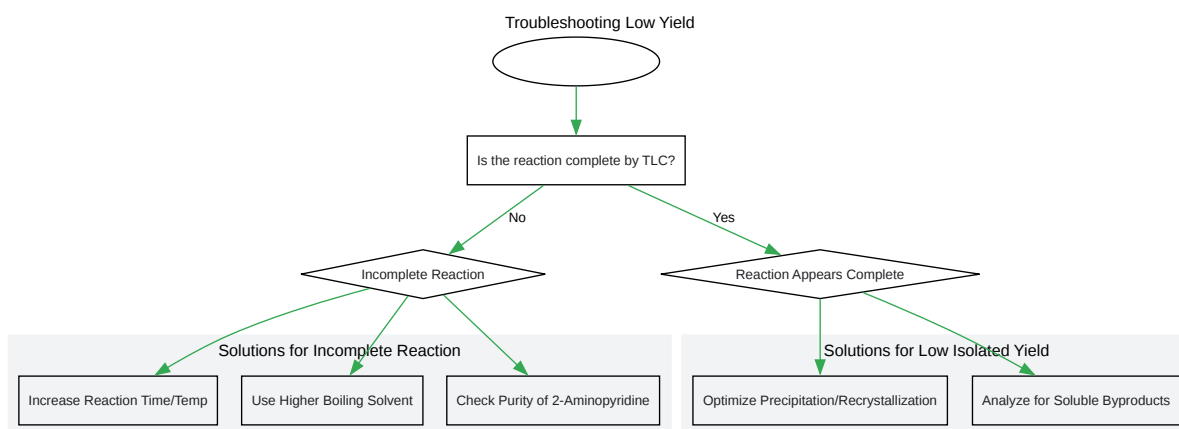 Troubleshooting Low Yield
Is the reaction complete by TLC?
No
Yes
Incomplete Reaction
Reaction Appears Complete
Solutions for Incomplete Reaction
Solutions for Low Isolated Yield
Increase Reaction Time/Temp
Use Higher Boiling Solvent
Check Purity of 2-Aminopyridine
Optimize Precipitation/Recrystallization
Analyze for Soluble Byproducts